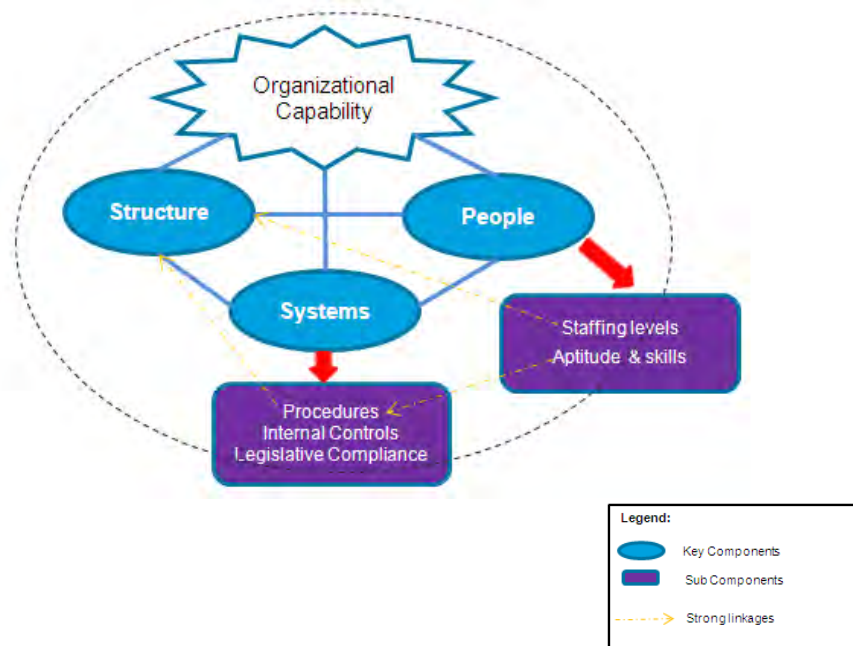 Organizational
Capability
Structure
People
Systems
Staffing levels
Aptitude & skills
Procedures
Internal Controls
Legislative Compliance
Legend:
Key Components
Sub Components
Strong linkages